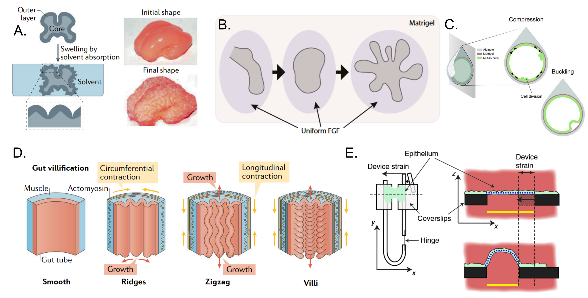 A.
Outer-
layer
Core
Swelling by
solvent absorption
Solvent
Initial shape
Final shape
B.
Matrigel
Uniform FGF
C.
Compression
Cell division
Buckling
D.
Gut villification
Muscle
Actomyosin
Gut tube
Smooth
Circumferential
contraction
Growth
Ridges
Growth
Growth
Zigzag
Longitudinal
contraction
Villi
E.
Epithelium
Device strain
Device
strain
Coverslips
Hinge
y
x
z
x
x